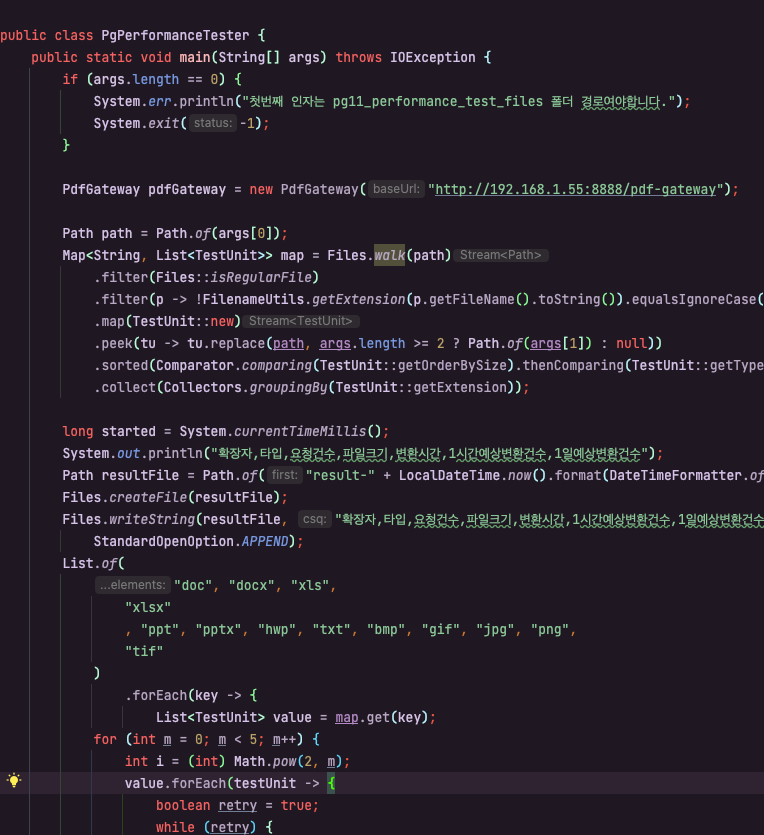 public class PgPerformanceTester {
public static void main(String[] args) throws IOException {
if (args.length == 0) {
System.err.println("첫번째 인자는 pg11_performance_test_files 폴더 경로여야합니다.");
System.exit( status: -1);
}
PdfGateway pdfGateway = new PdfGateway( baseUrl: "http://192.168.1.55:8888/pdf-gateway");
Path path = Path.of(args[0]);
Map<String, List<TestUnit>> map = Files.walk(path) Stream<Path>
.filter(Files::isRegularFile)
.filter(p -> !FilenameUtils.getExtension(p.getFileName().toString()).equalsIgnoreCase(
.map(TestUnit::new) Stream<TestUnit>
.peek(tu -> tu.replace(path, args.length >= 2 ? Path.of(args[1]) : null))
.sorted(Comparator.comparing(TestUnit::getOrderBySize).thenComparing(TestUnit::getType
.collect(Collectors.groupingBy(TestUnit::getExtension));
long started = System.currentTimeMillis();
System.out.println("확장자,타입,요청건수,파일크기,변환시간,1시간예상변환건수,1일예상변환건수");
Path resultFile = Path.of( first: "result-" + LocalDateTime.now().format(DateTimeFormatter.of
Files.createFile(resultFile);
Files.writeString(resultFile, csq: "확장자,타입,요청건수,파일크기,변환시간,1시간예상변환건수,1일예상변환건수
StandardOpenOption.APPEND);
List.of(
...elements: "doc", "docx", "xls",
"xlsx"
, "ppt", "pptx", "hwp", "txt", "bmp", "gif", "jpg", "png",
"tif"
)
.forEach(key -> {
List<TestUnit> value = map.get(key);
for (int m = 0; m < 5; m++) {
int i = (int) Math.pow(2, m);
value.forEach(testUnit -> {
boolean retry = true;
while (retry) {